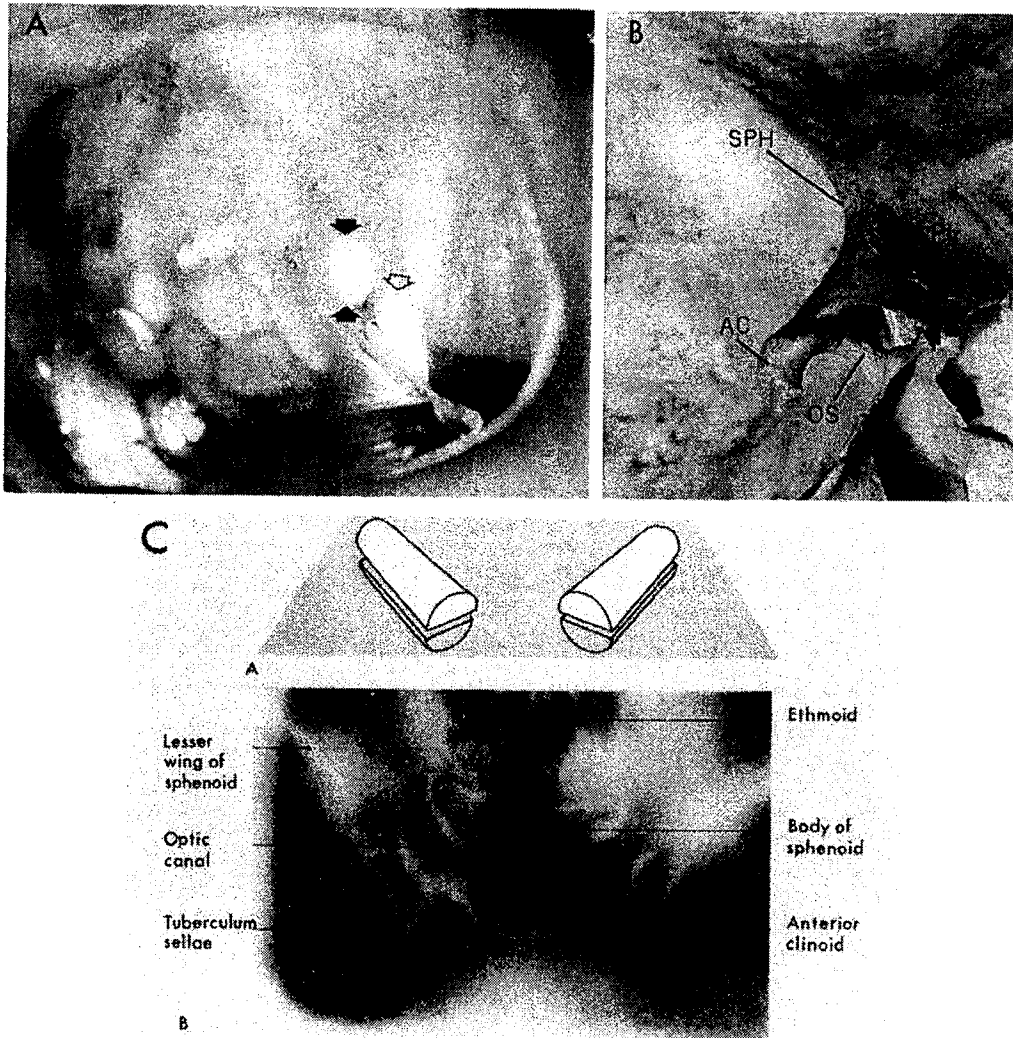 A
B
SPH
AC
OS
C
A
Lesser
wing of
sphenoid
Optic
canal
Tuberculum
sellae
Ethmoid
Body of
sphenoid
Anterior
clinoid
B